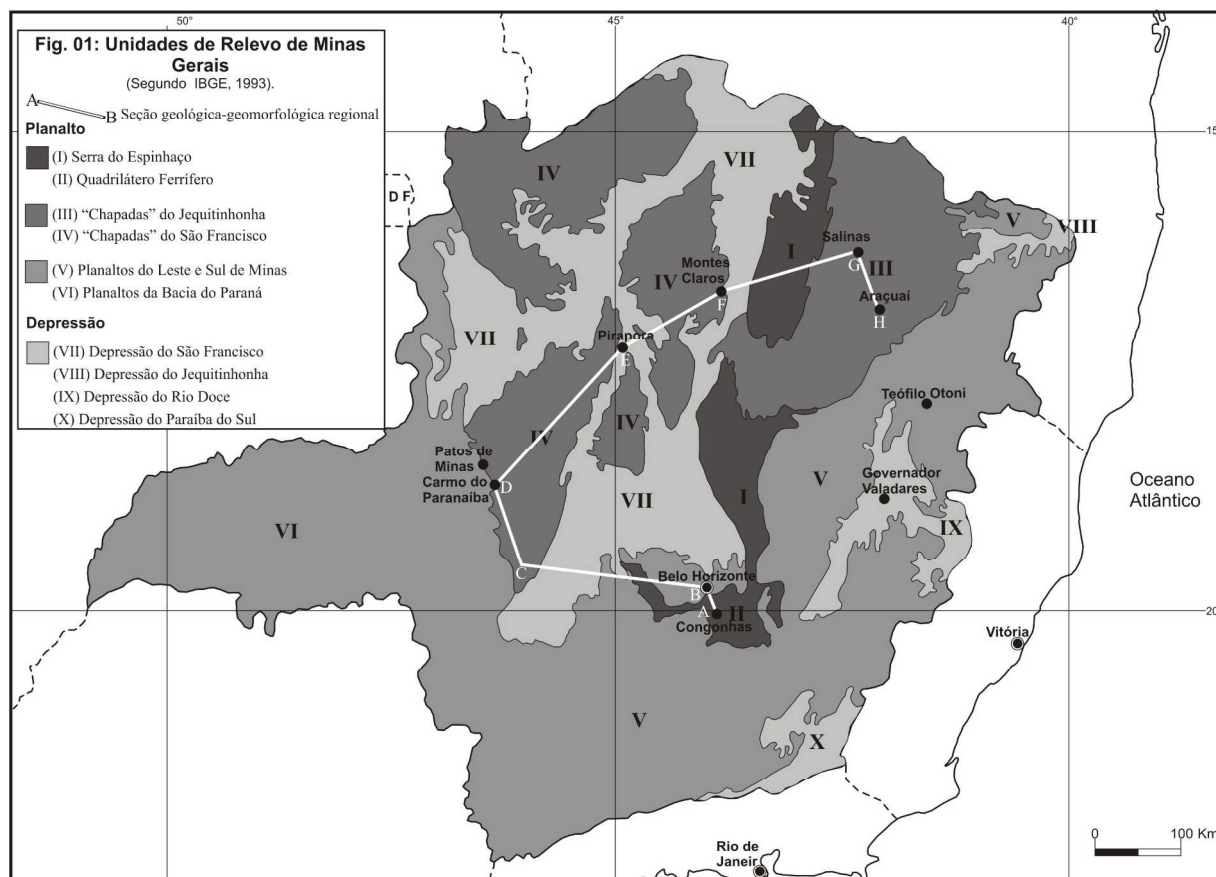 50°
45°
40°
Fig. 01: Unidades de Relevo de Minas
Gerais
(Segundo IBGE, 1993).
A
B Seção geológica-geomorfológica regional
Planalto
(I) Serra do Espinhaço
(II) Quadrilátero Ferrífero
(III) “Chapadas” do Jequitinhonha
(IV) “Chapadas” do São Francisco
(V) Planaltos do Leste e Sul de Minas
(VI) Planaltos da Bacia do Paraná
Depressão
(VII) Depressão do São Francisco
(VIII) Depressão do Jequitinhonha
(IX) Depressão do Rio Doce
(X) Depressão do Paraíba do Sul
15
D F
IV
VII
V
VIII
I
Salinas
G
III
Montes
Claros
IV
F
Araçuaí
H
VII
Pirapora
E
Teófilo Otoni
IV
IV
Patos de
Minas
Carmo do
Paranaíba
D
V
Governador
Valadares
Oceano
Atlântico
VI
VII
I
IX
C
Belo Horizonte
B
A
II
Congonhas
20
Vitória
V
X
0
100 Km
Rio de
Janeir